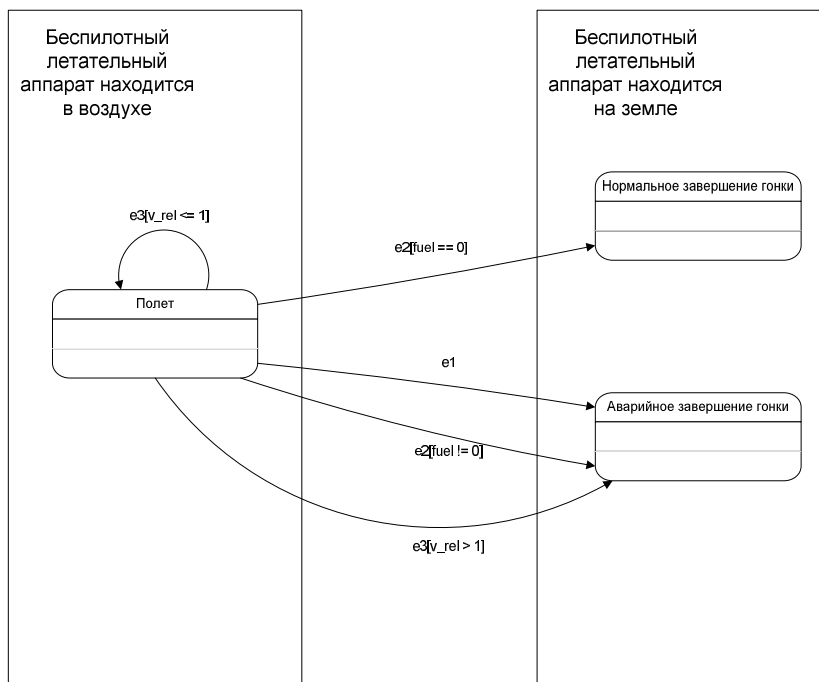 Беспилотный
летательный
аппарат находится
в воздухе
Беспилотный
летательный
аппарат находится
на земле
Нормальное завершение гонки
e3[v_rel <= 1]
e2[fuel == 0]
Полет
e1
Аварийное завершение гонки
e2[fuel != 0]
e3[v_rel > 1]